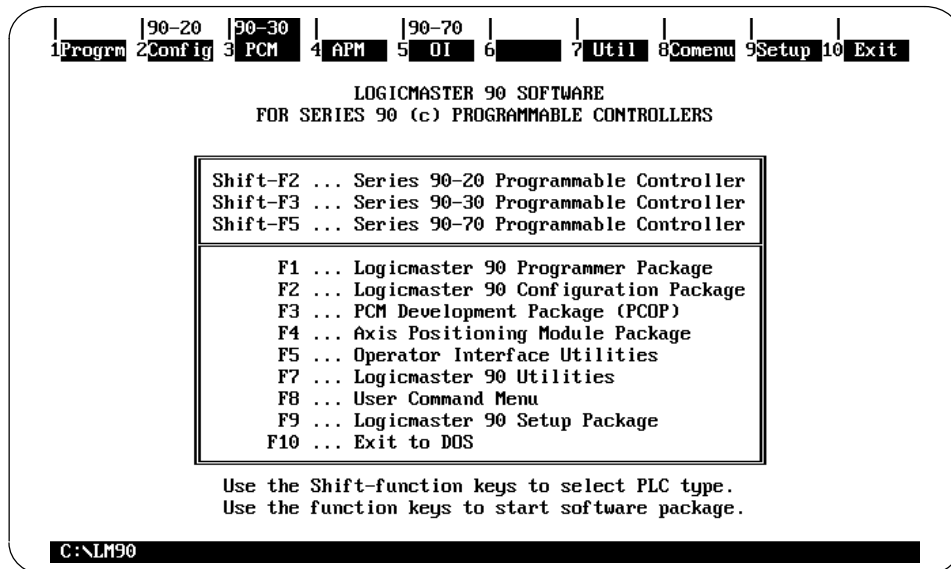 |90-20 |90-30 | |90-70 | | | |
1Progrm 2Config 3 PCM 4 APM 5 OI 6 7 Util 8Comenu 9Setup 10 Exit
LOGICMASTER 90 SOFTWARE
FOR SERIES 90 (c) PROGRAMMABLE CONTROLLERS
Shift-F2 ... Series 90-20 Programmable Controller
Shift-F3 ... Series 90-30 Programmable Controller
Shift-F5 ... Series 90-70 Programmable Controller
F1 ... Logicmaster 90 Programmer Package
F2 ... Logicmaster 90 Configuration Package
F3 ... PCM Development Package (PCOP)
F4 ... Axis Positioning Module Package
F5 ... Operator Interface Utilities
F7 ... Logicmaster 90 Utilities
F8 ... User Command Menu
F9 ... Logicmaster 90 Setup Package
F10 ... Exit to DOS
Use the Shift-function keys to select PLC type.
Use the function keys to start software package.
C:\LM90